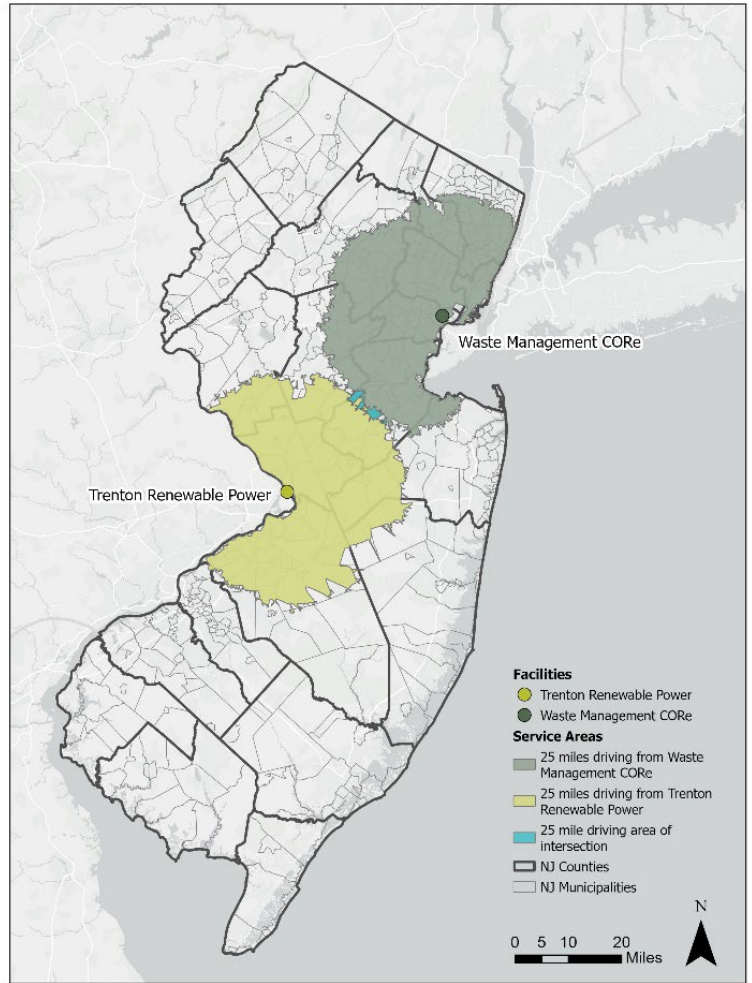 Waste Management CORe
Trenton Renewable Power
Facilities
Trenton Renewable Power
Waste Management CORe
Service Areas
25 miles driving from Waste
Management CORe
25 miles driving from Trenton
Renewable Power
25 mile driving area of
intersection
NJ Counties
NJ Municipalities
N
0 5 10 20
Miles